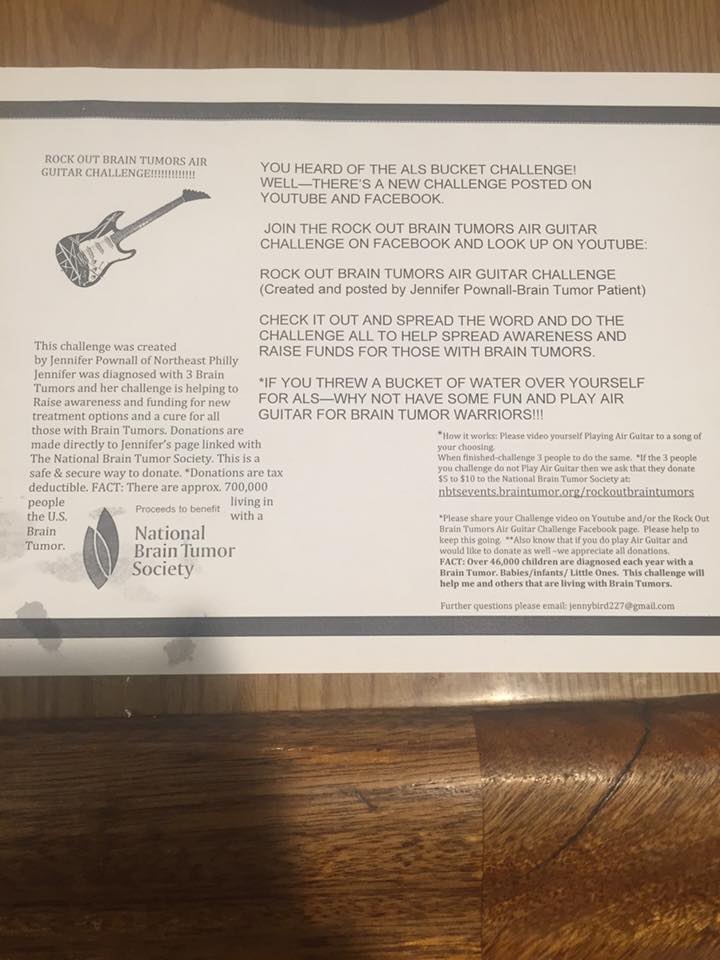 ROCK OUT BRAIN TUMORS AIR
GUITAR CHALLENGE!!!!!!!!!!!!!
This challenge was created
by Jennifer Pownall of Northeast Philly
Jennifer was diagnosed with 3 Brain
Tumors and her challenge is helping to
Raise awareness and funding for new
treatment options and a cure for all
those with Brain Tumors. Donations are
made directly to Jennifer's page linked with
The National Brain Tumor Society. This is a
safe & secure way to donate. *Donations are tax
deductible. FACT: There are approx. 700,000
people living in
the U.S. with a
Brain
Tumor.
Proceeds to benefit
National
Brain Tumor
Society
YOU HEARD OF THE ALS BUCKET CHALLENGE!
WELL—THERE'S A NEW CHALLENGE POSTED ON
YOUTUBE AND FACEBOOK.
JOIN THE ROCK OUT BRAIN TUMORS AIR GUITAR
CHALLENGE ON FACEBOOK AND LOOK UP ON YOUTUBE:
ROCK OUT BRAIN TUMORS AIR GUITAR CHALLENGE
(Created and posted by Jennifer Pownall-Brain Tumor Patient)
CHECK IT OUT AND SPREAD THE WORD AND DO THE
CHALLENGE ALL TO HELP SPREAD AWARENESS AND
RAISE FUNDS FOR THOSE WITH BRAIN TUMORS.
*IF YOU THREW A BUCKET OF WATER OVER YOURSELF
FOR ALS—WHY NOT HAVE SOME FUN AND PLAY AIR
GUITAR FOR BRAIN TUMOR WARRIORS!!!
*How it works: Please video yourself Playing Air Guitar to a song of
your choosing.
When finished-challenge 3 people to do the same. *If the 3 people
you challenge do not Play Air Guitar then we ask that they donate
$5 to $10 to the National Brain Tumor Society at:
nbtsevents.braintumor.org/rockoutbraintumors
*Please share your Challenge video on Youtube and/or the Rock Out
Brain Tumors Air Guitar Challenge Facebook page. Please help to
keep this going. **Also know that if you do play Air Guitar and
would like to donate as well –we appreciate all donations.
FACT: Over 46,000 children are diagnosed each year with a
Brain Tumor. Babies/infants/ Little Ones. This challenge will
help me and others that are living with Brain Tumors.
Further questions please email: jennybird227@gmail.com